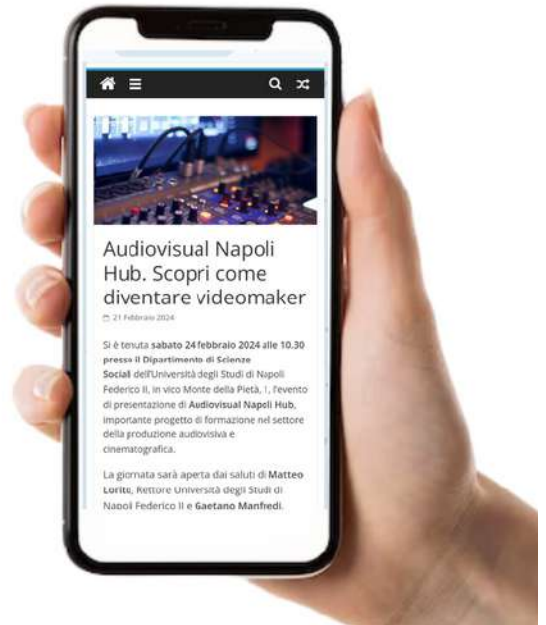 Audiovisual Napoli
Hub. Scopri come
diventare videomaker
21 Febbraio 2024
Si è tenuta sabato 24 febbraio 2024 alle 10.30
presso il Dipartimento di Scienze
Sociali dell'Università degli Studi di Napoli
Federico II, in vico Monte della Pietà, 1, l'evento
di presentazione di Audiovisual Napoli Hub,
importante progetto di formazione nel settore
della produzione audiovisiva e
cinematografica.
La giornata sarà aperta dai saluti di Matteo
Lorito, Rettore Università degli Studi di
Napoli Federico II e Gaetano Manfredi,